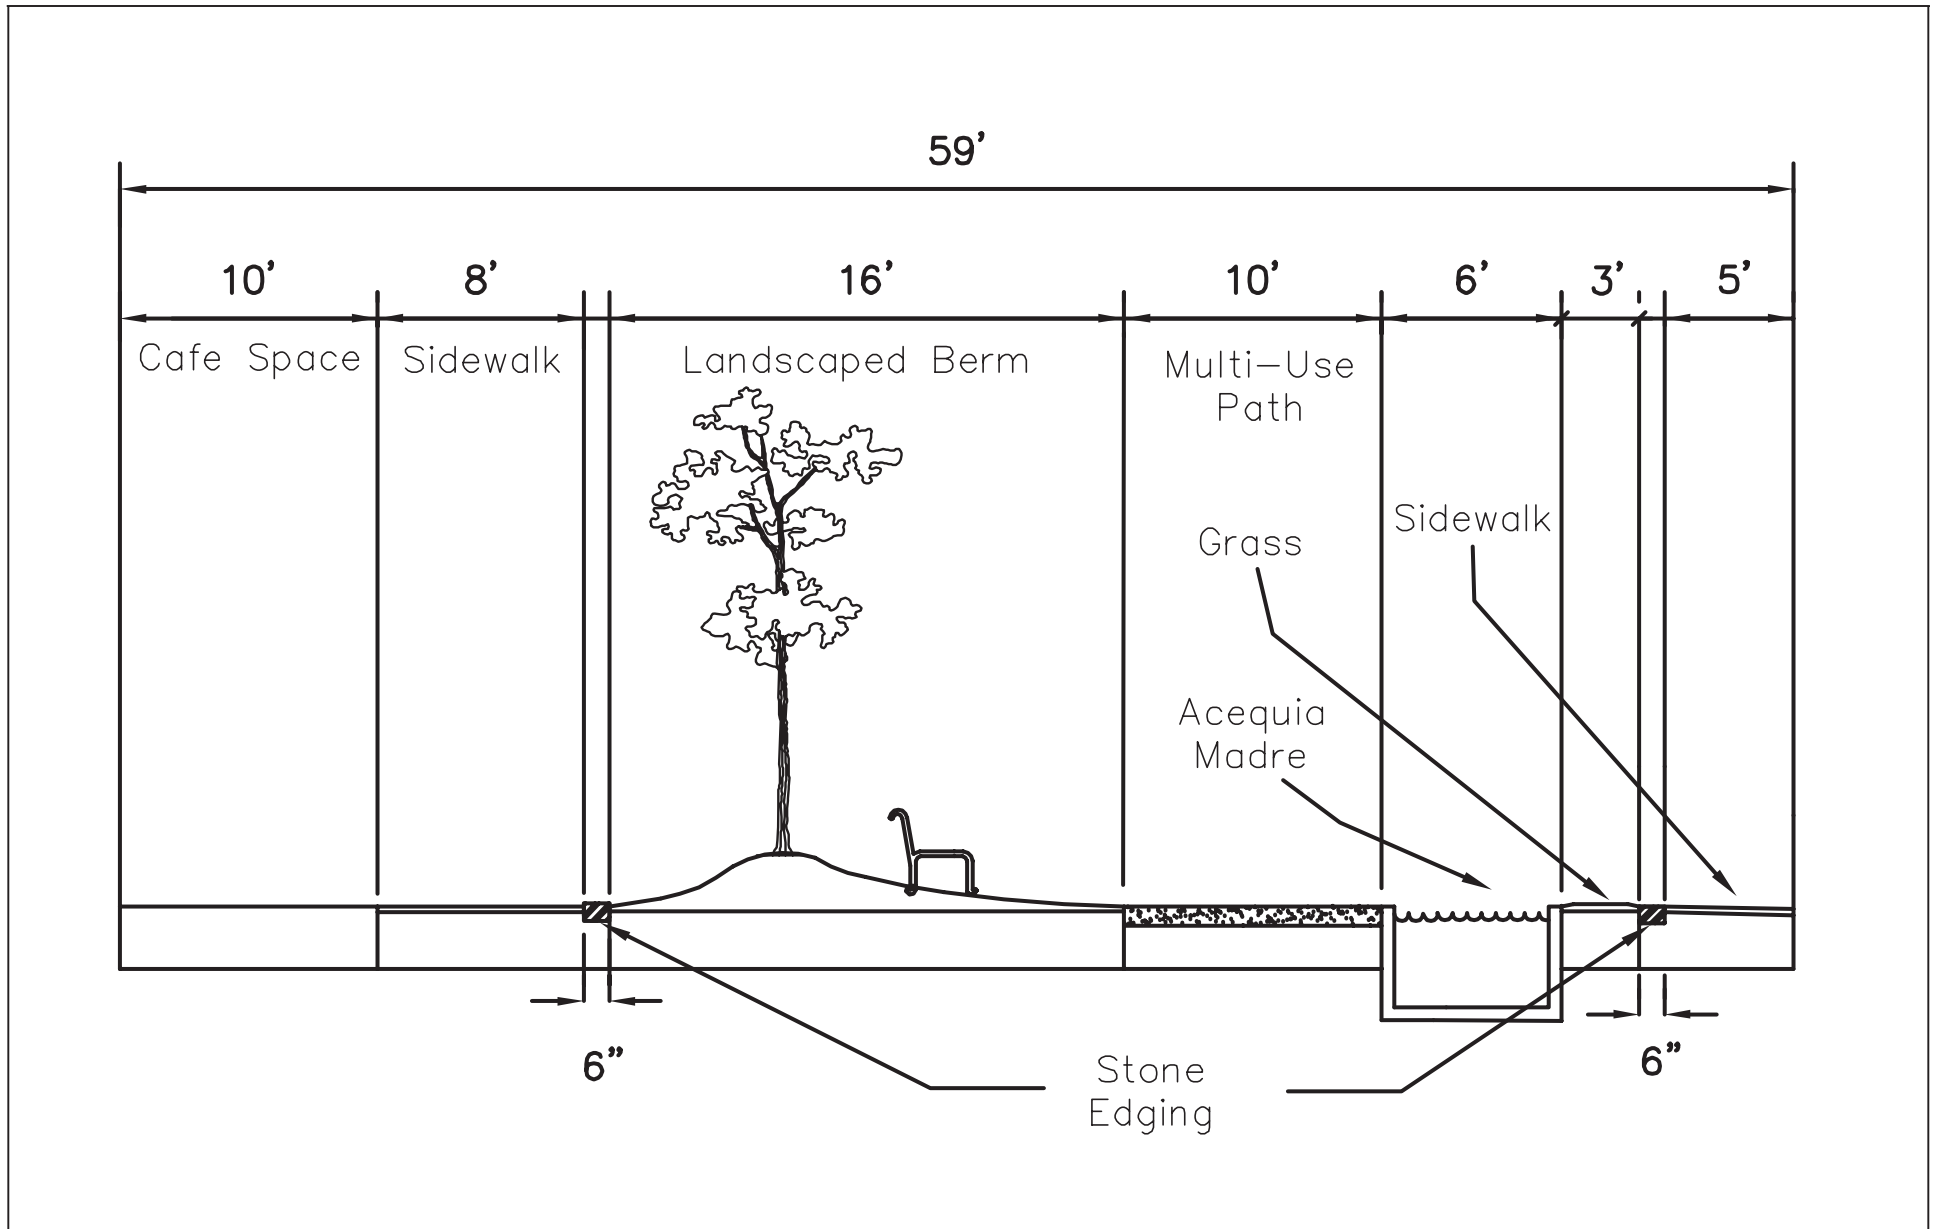 59’
10’ 8’ 16’ 10’ 6’ 3’ 5’
Cafe Space Sidewalk Landscaped Berm Multi-Use
Path
Sidewalk
Grass
Acequia
Madre
6”
6”
Stone
Edging